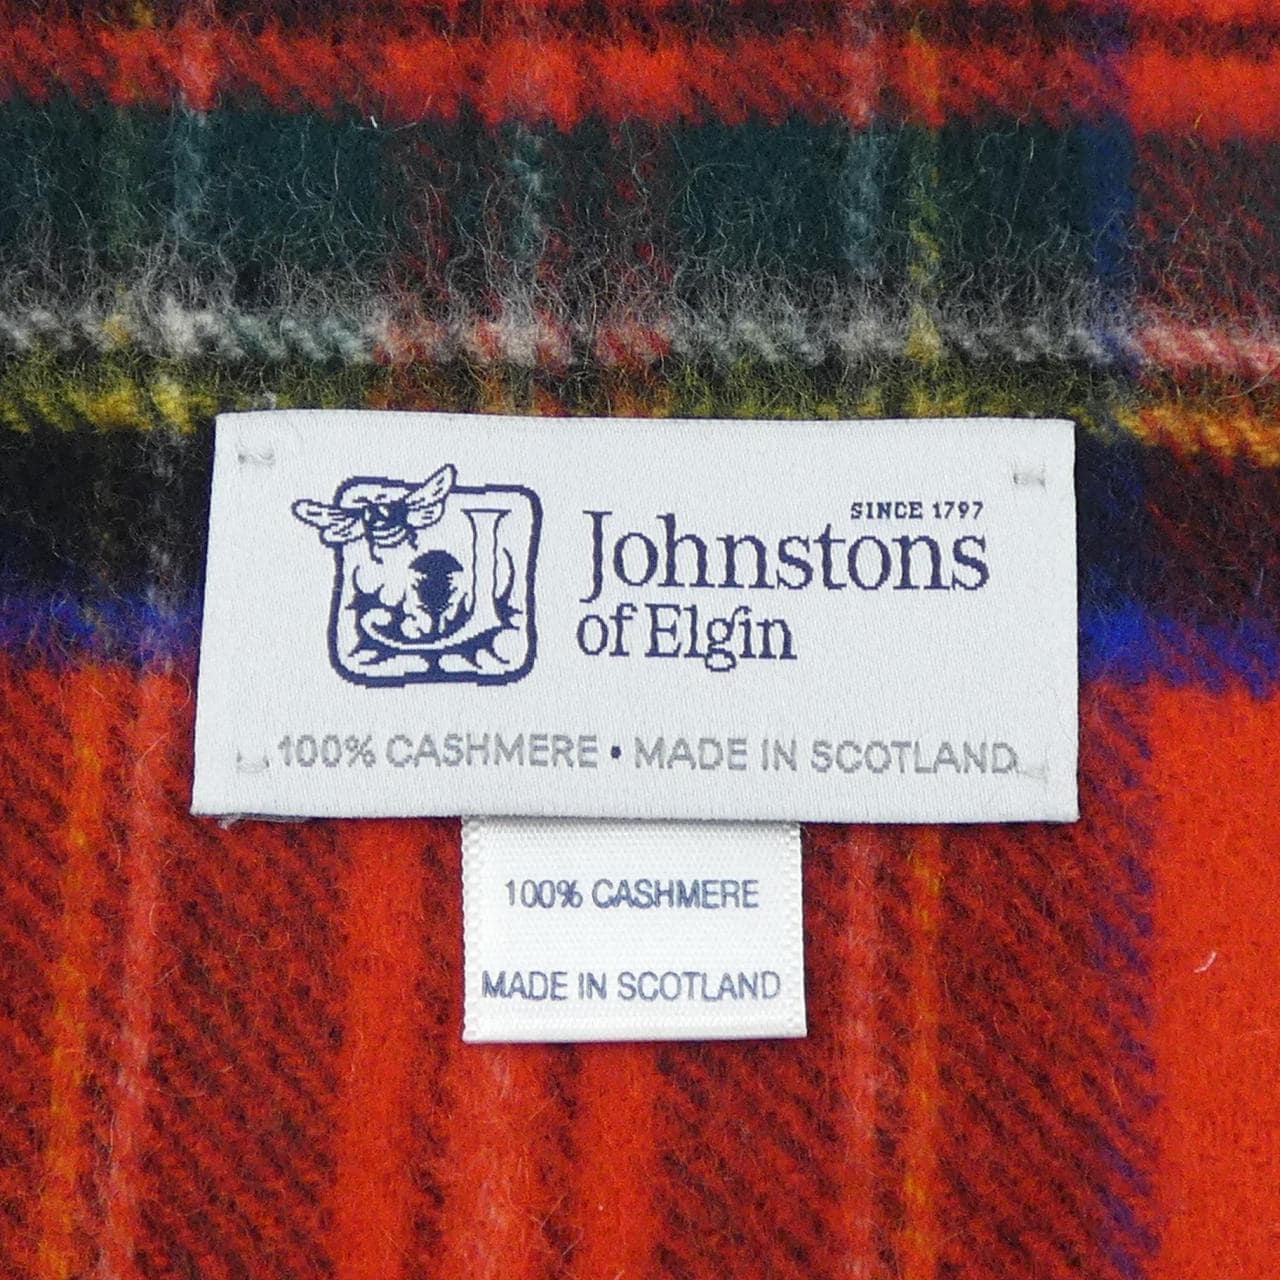 SINCE 1797
Johnstons
of Elgin
100% CASHMERE • MADE IN SCOTLAND
100% CASHMERE
MADE IN SCOTLAND